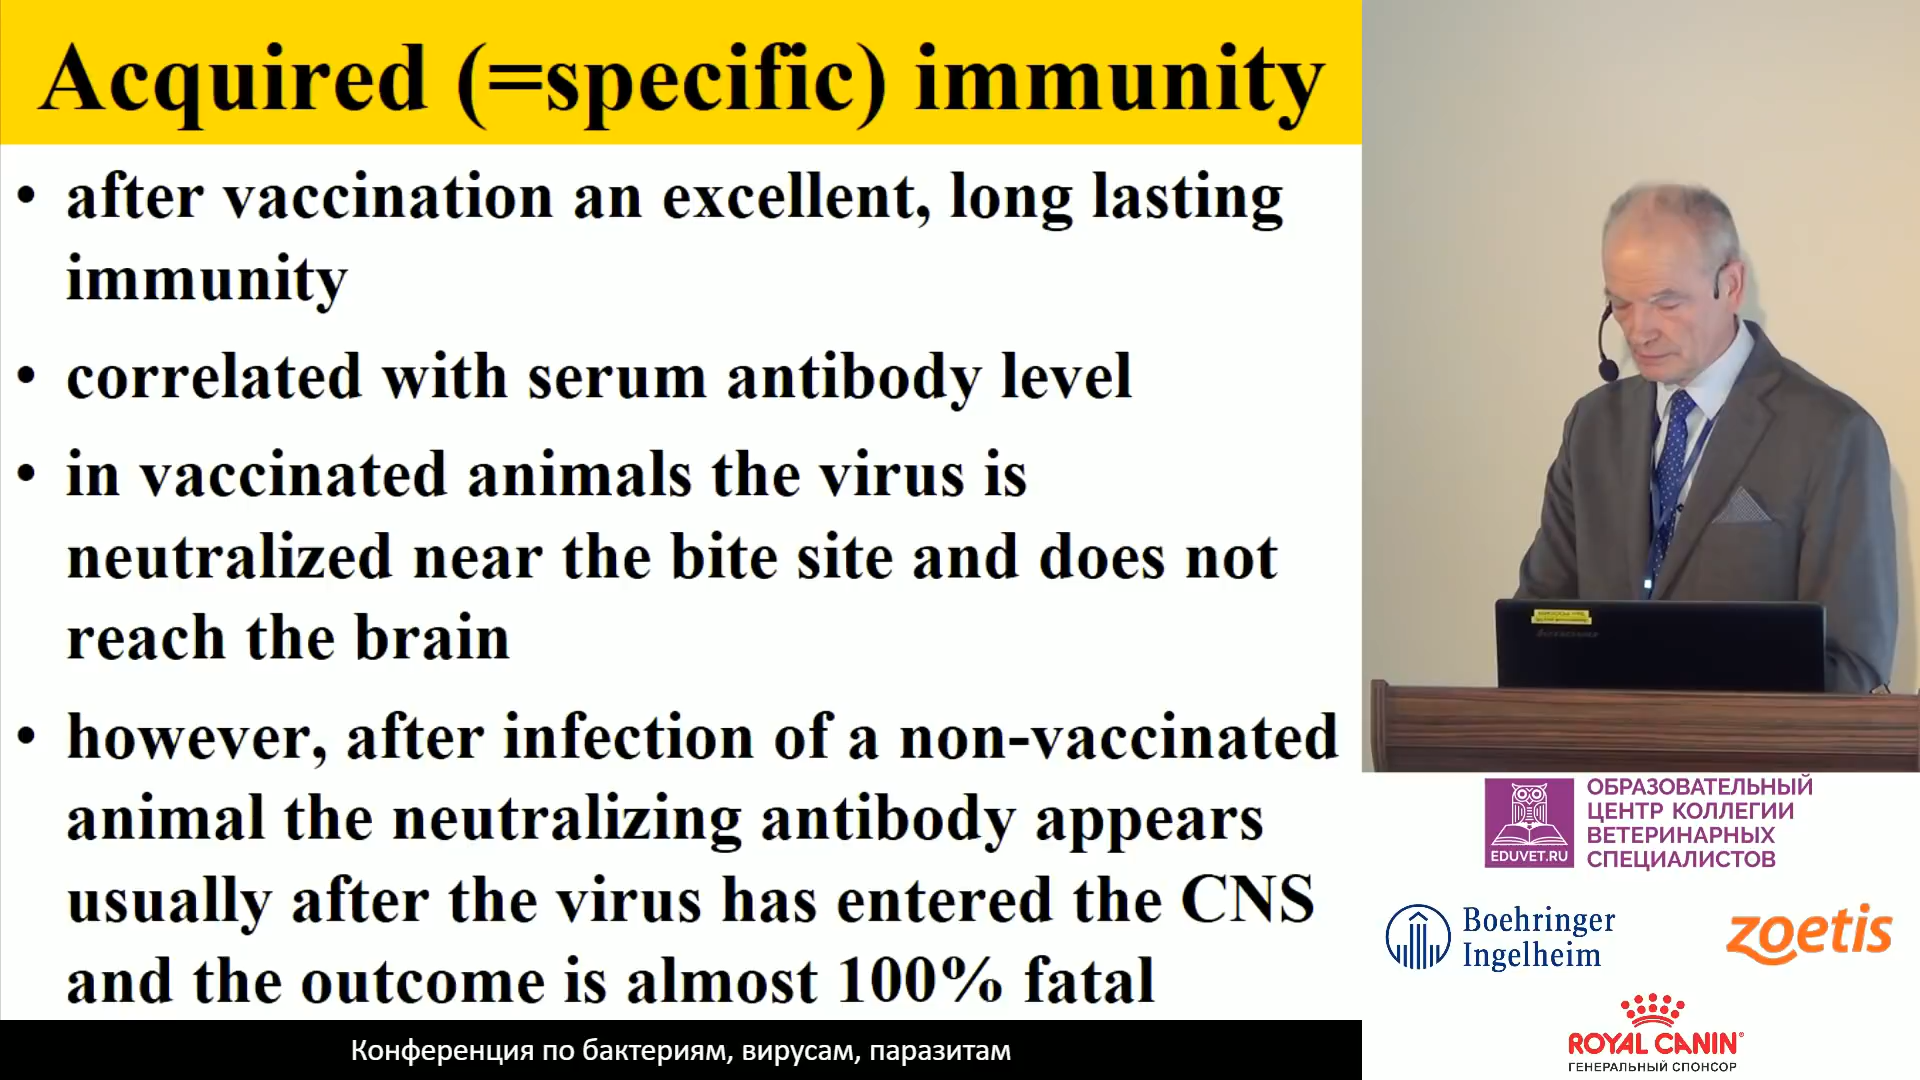 Acquired (=specific) immunity
• after vaccination an excellent, long lasting
immunity
• correlated with serum antibody level
• in vaccinated animals the virus is
neutralized near the bite site and does not
reach the brain
• however, after infection of a non-vaccinated
animal the neutralizing antibody appears
usually after the virus has entered the CNS
and the outcome is almost 100% fatal
Конференция по бактериям, вирусам, паразитам
EDUVET.RU
ОБРАЗОВАТЕЛЬНЫЙ
ЦЕНТР КОЛЛЕГИИ
ВЕТЕРИНАРНЫХ
СПЕЦИАЛИСТОВ
Boehringer
Ingelheim
zoetis
ROYAL CANIN
ГЕНЕРАЛЬНЫЙ СПОНСОР